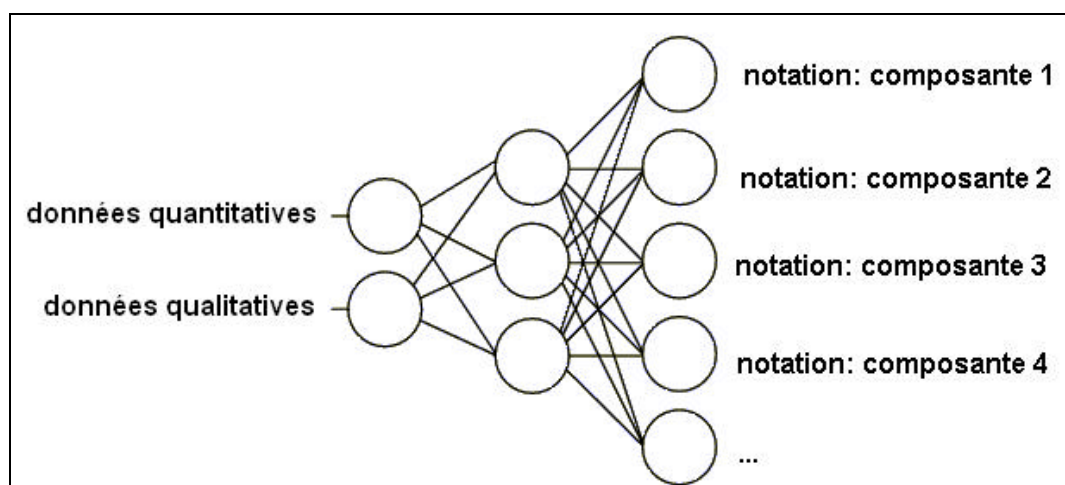 notation: composante 1
notation: composante 2
données quantitatives
notation: composante 3
données qualitatives
notation: composante 4
...